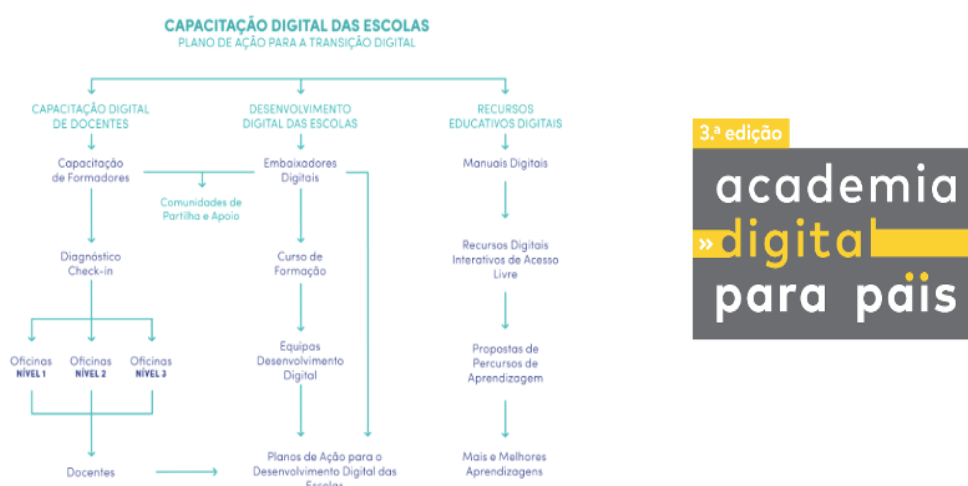 CAPACITAÇÃO DIGITAL DAS ESCOLAS
PLANO DE AÇÃO PARA A TRANSIÇÃO DIGITAL
CAPACITAÇÃO DIGITAL
DE DOCENTES
Capacitação
de Formadores
Diagnóstico
Check-in
Oficinas
NÍVEL 1
Oficinas
NÍVEL 2
Oficinas
NÍVEL 3
Docentes
Comunidades de
Partilha e Apoio
DESENVOLVIMENTO
DIGITAL DAS ESCOLAS
Embaixadores
Digitais
Curso de
Formação
Equipas
Desenvolvimento
Digital
Planos de Ação para o
Desenvolvimento Digital das
Escolas
RECURSOS
EDUCATIVOS DIGITAIS
Manuais Digitais
Recursos Digitais
Interativos de Acesso
Livre
Propostas de
Percursos de
Aprendizagem
Mais e Melhores
Aprendizagens
3.ª edição
academia
» digital
para pais